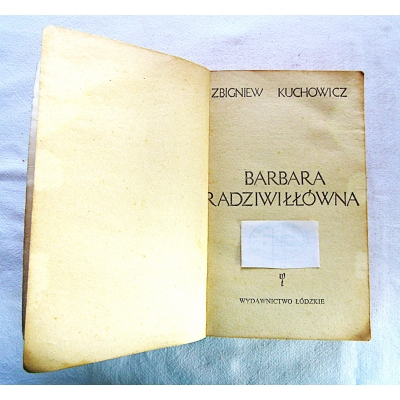 ZBIGNIEW KUCHOWICZ
BARBARA
RADZIWIŁŁÓWNA
WYDAWNICTWO ŁÓDZKIE